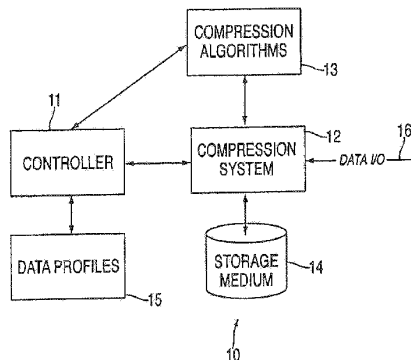 COMPRESSION
ALGORITHMS
13
11
CONTROLLER
12
COMPRESSION
SYSTEM
16
DATA I/O
DATA PROFILES
15
STORAGE
MEDIUM
14
10